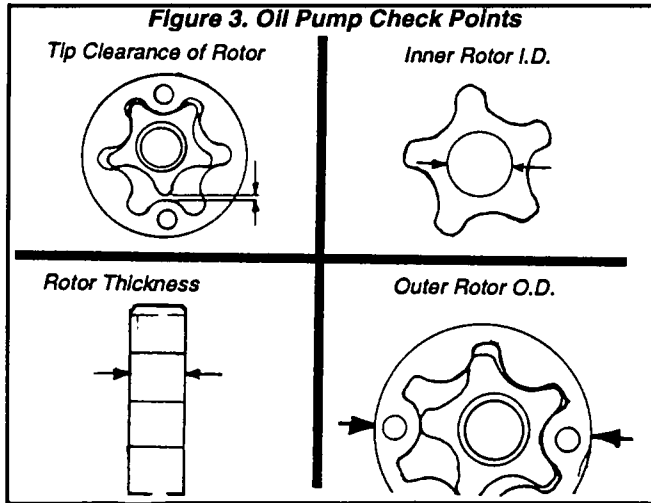 Figure 3. Oil Pump Check Points
Tip Clearance of Rotor
Inner Rotor I.D.
Rotor Thickness
Outer Rotor O.D.